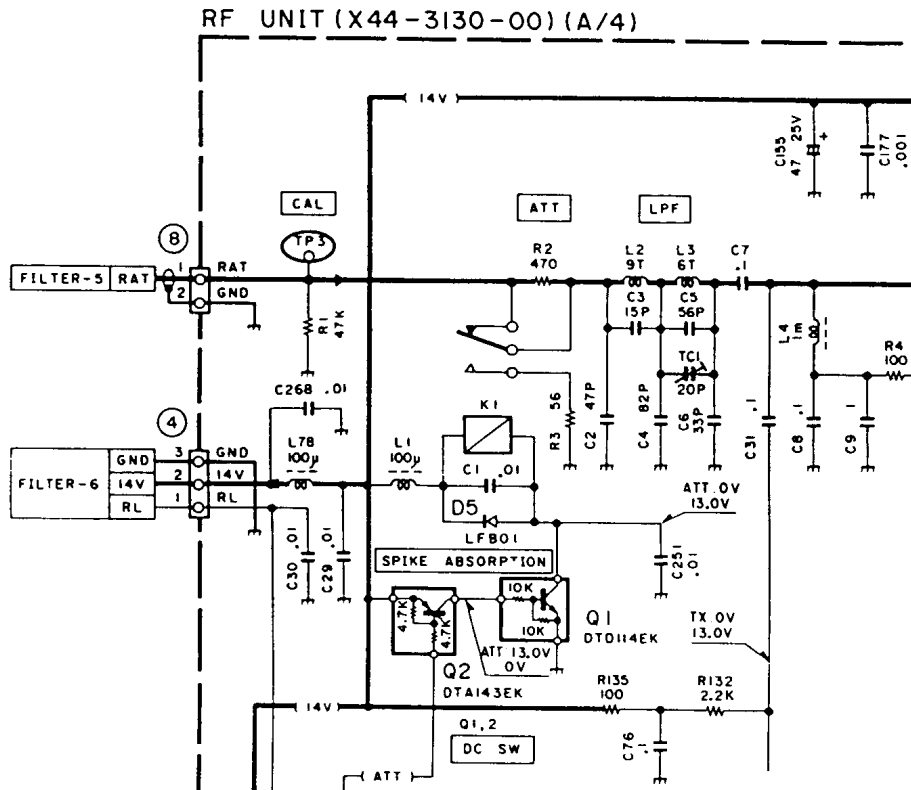 RF UNIT (X44-3130-00) (A/4)
14V
C155
47 25V
+
C177
.001
CAL
TP3
ATT
LPF
8
FILTER-5 RAT
1
RAT
2
GND
R1
47K
R2
470
L2
9T
C3
15P
L3
6T
C5
56P
C7
.1
TC1
20P
L4
1m
R4
100
C268 .01
4
FILTER-6
GND
3
GND
14V
2
14V
RL
1
RL
L78
100μ
L1
100μ
K1
C1 .01
D5
LFB01
R3 56
C2 47P
C4 82P
C6
33P
C31 .1
C8 .1
C9 1
C30 .01
C29 .01
SPIKE ABSORPTION
ATT.0V
13.0V
C251
.01
4.7K
4.7K
10K
10K
Q1
DTD114EK
TX.0V
13.0V
ATT 13.0V
0V
Q2
DTA143EK
14V
Q1,2
DC SW
R135
100
R132
2.2K
C76
.1
ATT